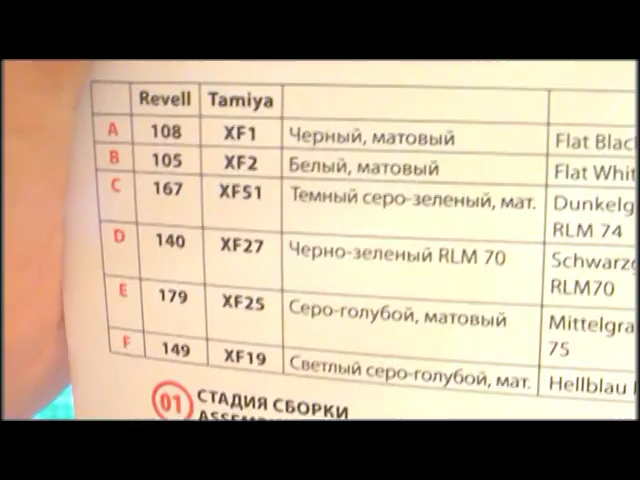 Revell Tamiya
A 108 XF1 Черный, матовый Flat Blac
B 105 XF2 Белый, матовый Flat Whit
C 167 XF51 Темный серо-зеленый, мат. Dunkelg
RLM 74
D 140 XF27 Черно-зеленый RLM 70 Schwarzg
RLM70
E 179 XF25 Серо-голубой, матовый Mittelgra
75
F 149 XF19 Светлый серо-голубой, мат. Hellblau
01 СТАДИЯ СБОРКИ